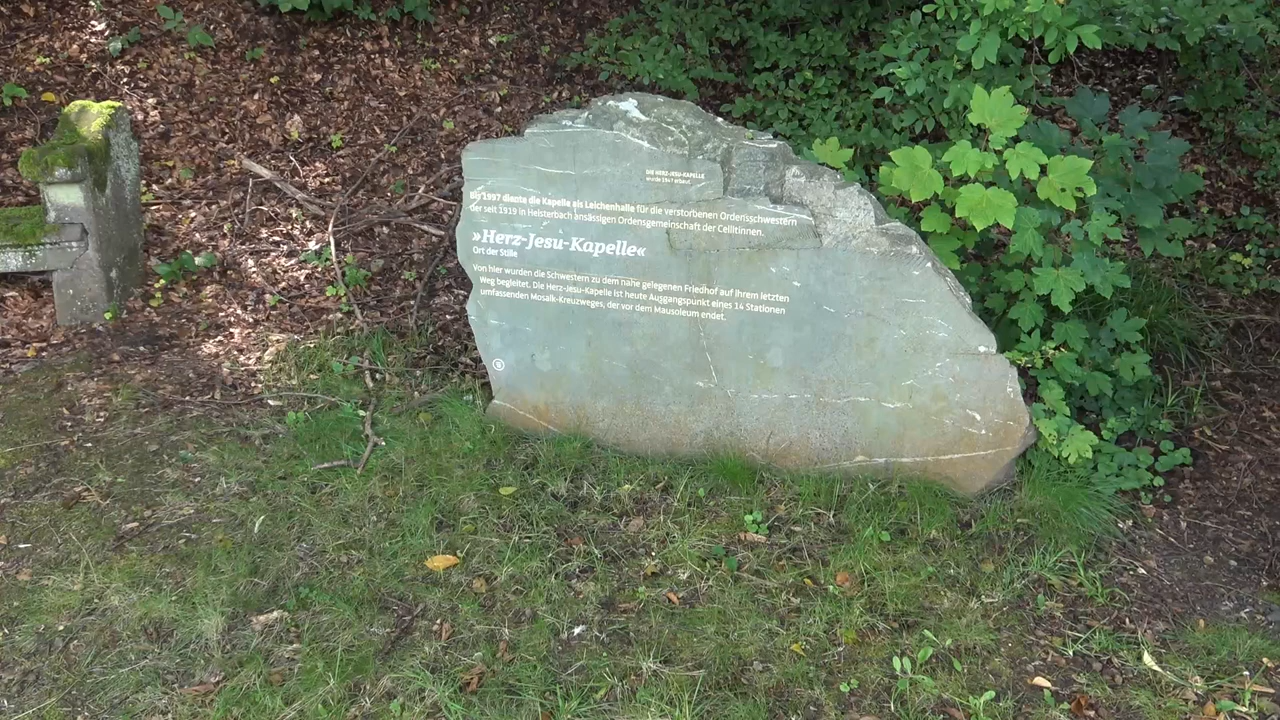 DIE HERZ-JESU-KAPELLE
wurde 1947 erbaut.
Bis 1997 diente die Kapelle als Leichenhalle für die verstorbenen Ordensschwestern
der seit 1919 in Heisterbach ansässigen Ordensgemeinschaft der Cellitinnen.
»Herz-Jesu-Kapelle«
Ort der Stille
Von hier wurden die Schwestern zu dem nahe gelegenen Friedhof auf ihrem letzten
Weg begleitet. Die Herz-Jesu-Kapelle ist heute Ausgangspunkt eines 14 Stationen
umfassenden Mosaik-Kreuzweges, der vor dem Mausoleum endet.